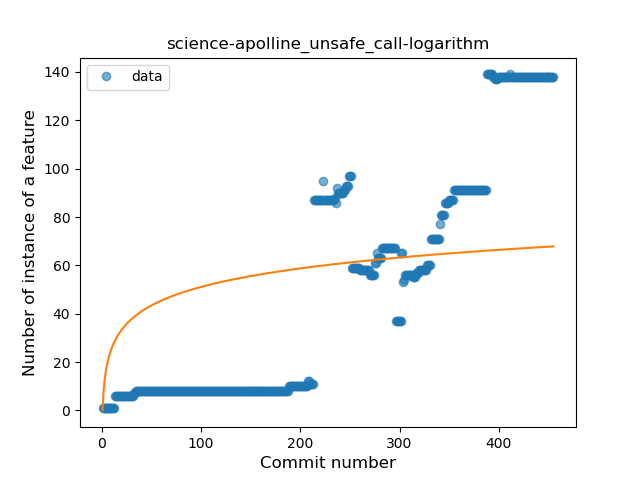 science-apolline_unsafe_call-logarithm
data
Number of instance of a feature
140
120
100
80
60
40
20
0
0 100 200 300 400
Commit number